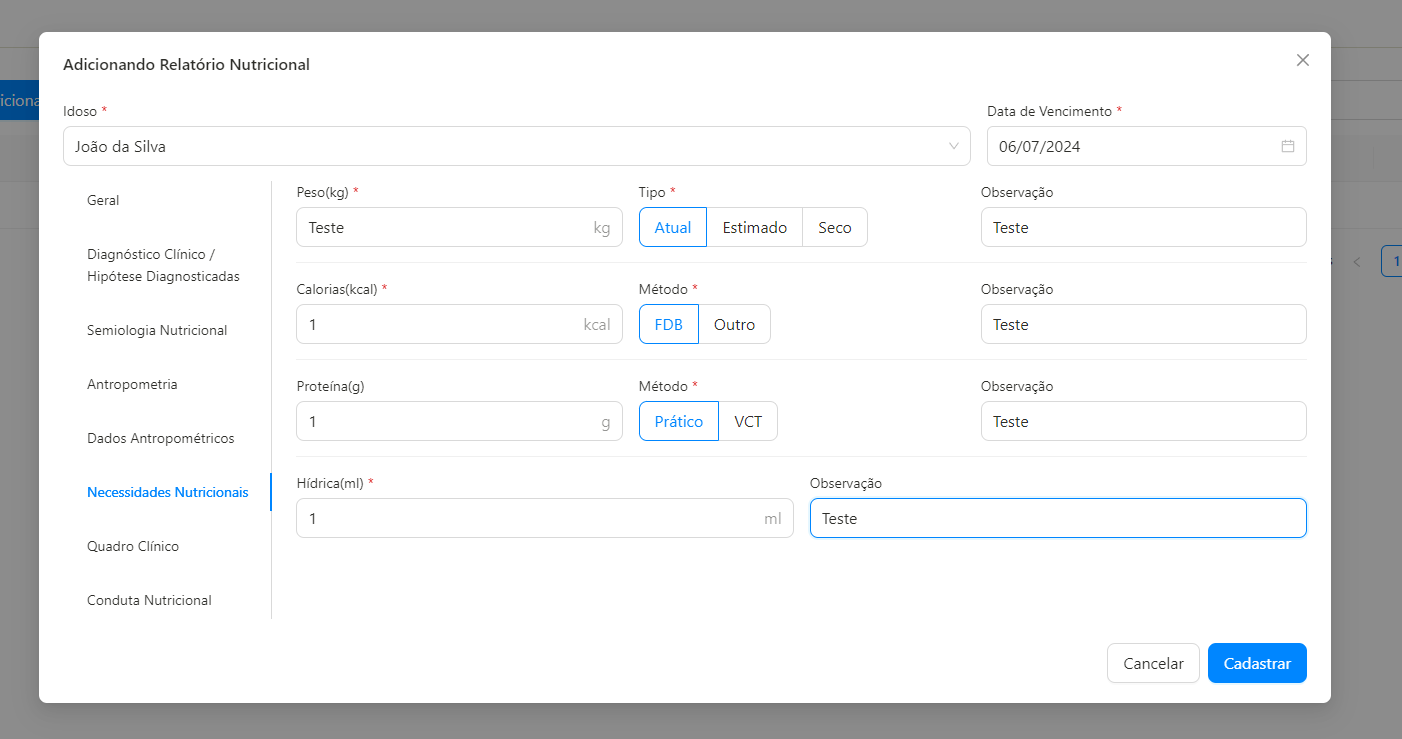 Adicionando Relatório Nutricional
Idoso *
Data de Vencimento *
João da Silva
06/07/2024
Geral
Diagnóstico Clínico /
Hipótese Diagnosticadas
Semiologia Nutricional
Antropometria
Dados Antropométricos
Necessidades Nutricionais
Quadro Clínico
Conduta Nutricional
Peso(kg) *
Tipo *
Observação
Teste kg
Atual Estimado Seco
Teste
Calorias(kcal) *
Método *
Observação
1 kcal
FDB Outro
Teste
Proteína(g)
Método *
Observação
1 g
Prático VCT
Teste
Hídrica(ml) *
Observação
1 ml
Teste
Cancelar
Cadastrar
1